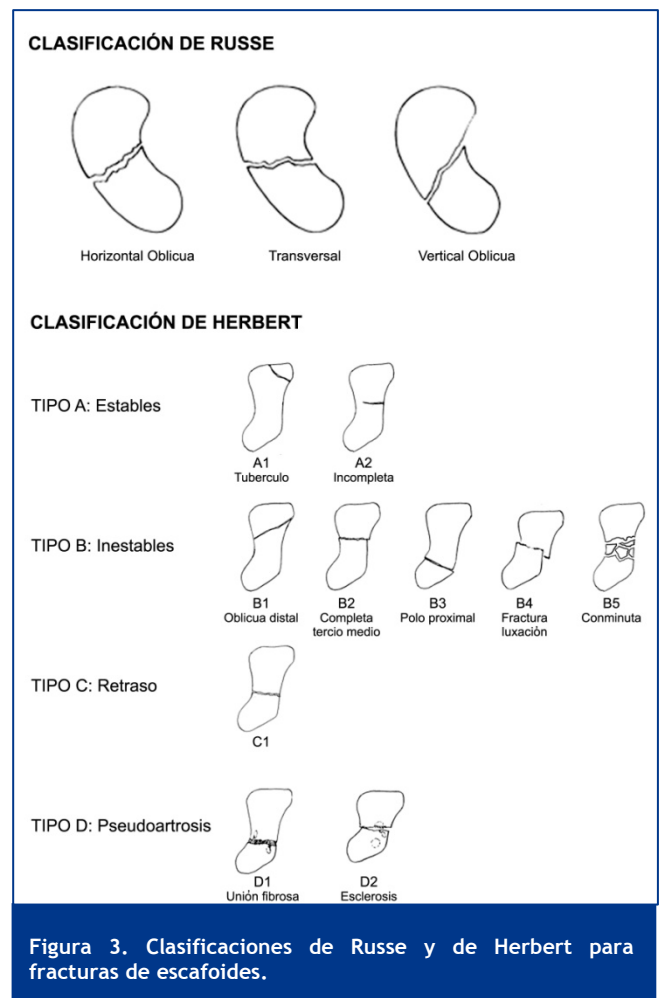 CLASIFICACIÓN DE RUSSE
Horizontal Oblicua
Transversal
Vertical Oblicua
CLASIFICACIÓN DE HERBERT
TIPO A: Estables
A1
Tuberculo
A2
Incompleta
TIPO B: Inestables
B1
Oblicua distal
B2
Completa
tercio medio
B3
Polo proximal
B4
Fractura
luxación
B5
Conminuta
TIPO C: Retraso
C1
TIPO D: Pseudoartrosis
D1
Unión fibrosa
D2
Esclerosis
Figura 3. Clasificaciones de Russe y de Herbert para
fracturas de escafoides.